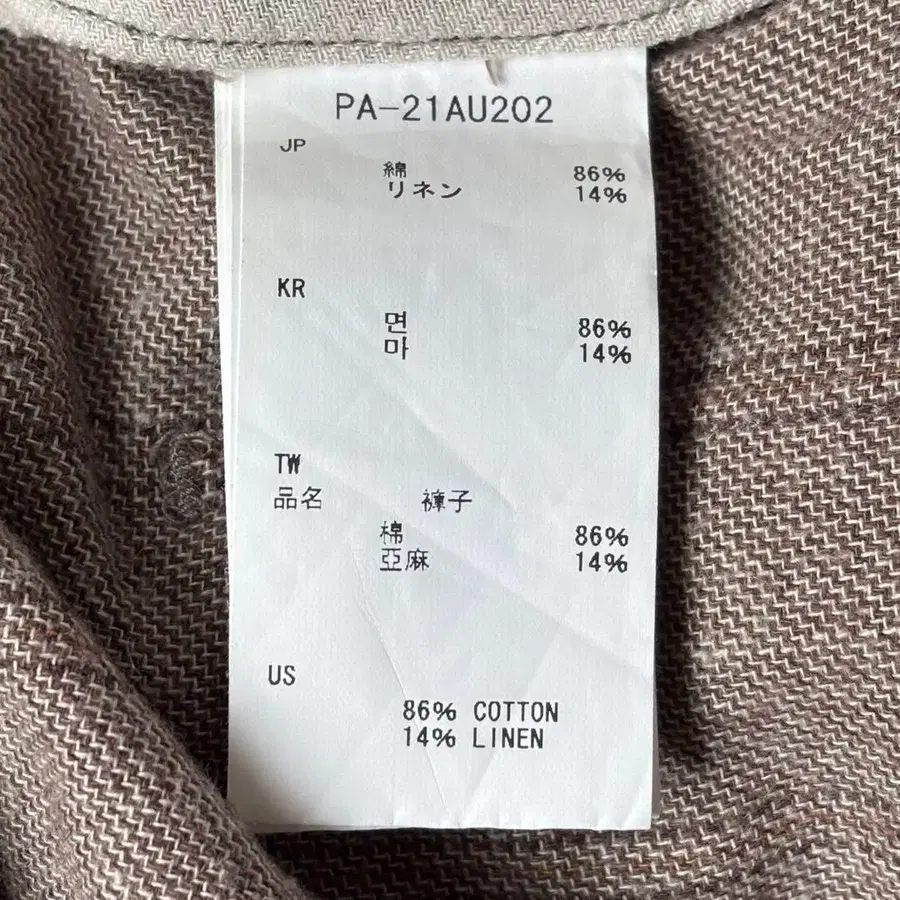 PA-21AU202
JP
綿 86%
リネン 14%
KR
면 86%
마 14%
TW
品名 褲子
棉 86%
亞麻 14%
US
86% COTTON
14% LINEN